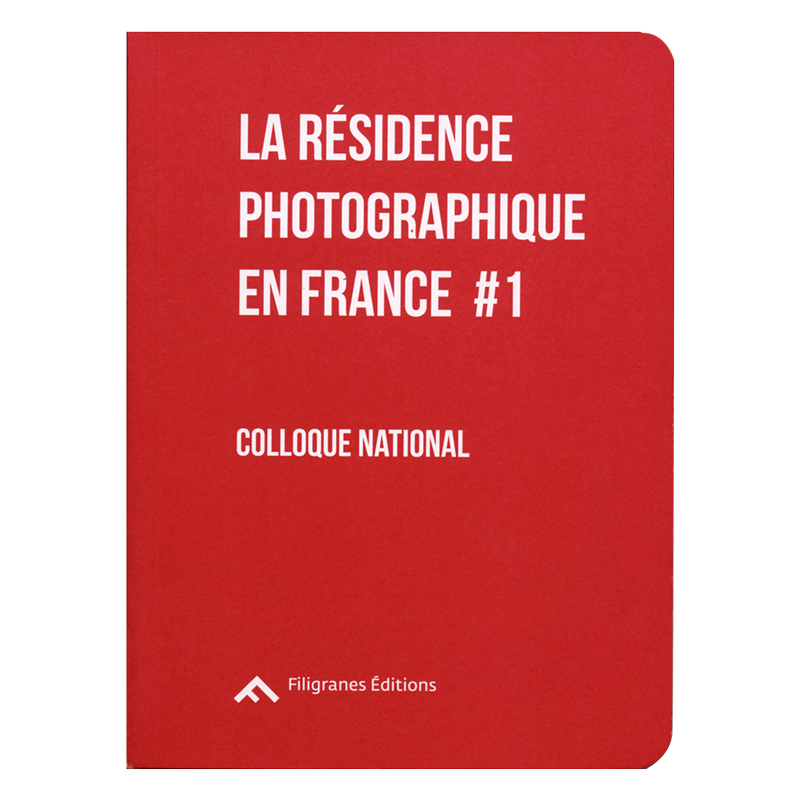 LA RÉSIDENCE
PHOTOGRAPHIQUE
EN FRANCE #1
COLLOQUE NATIONAL
Filigranes Éditions